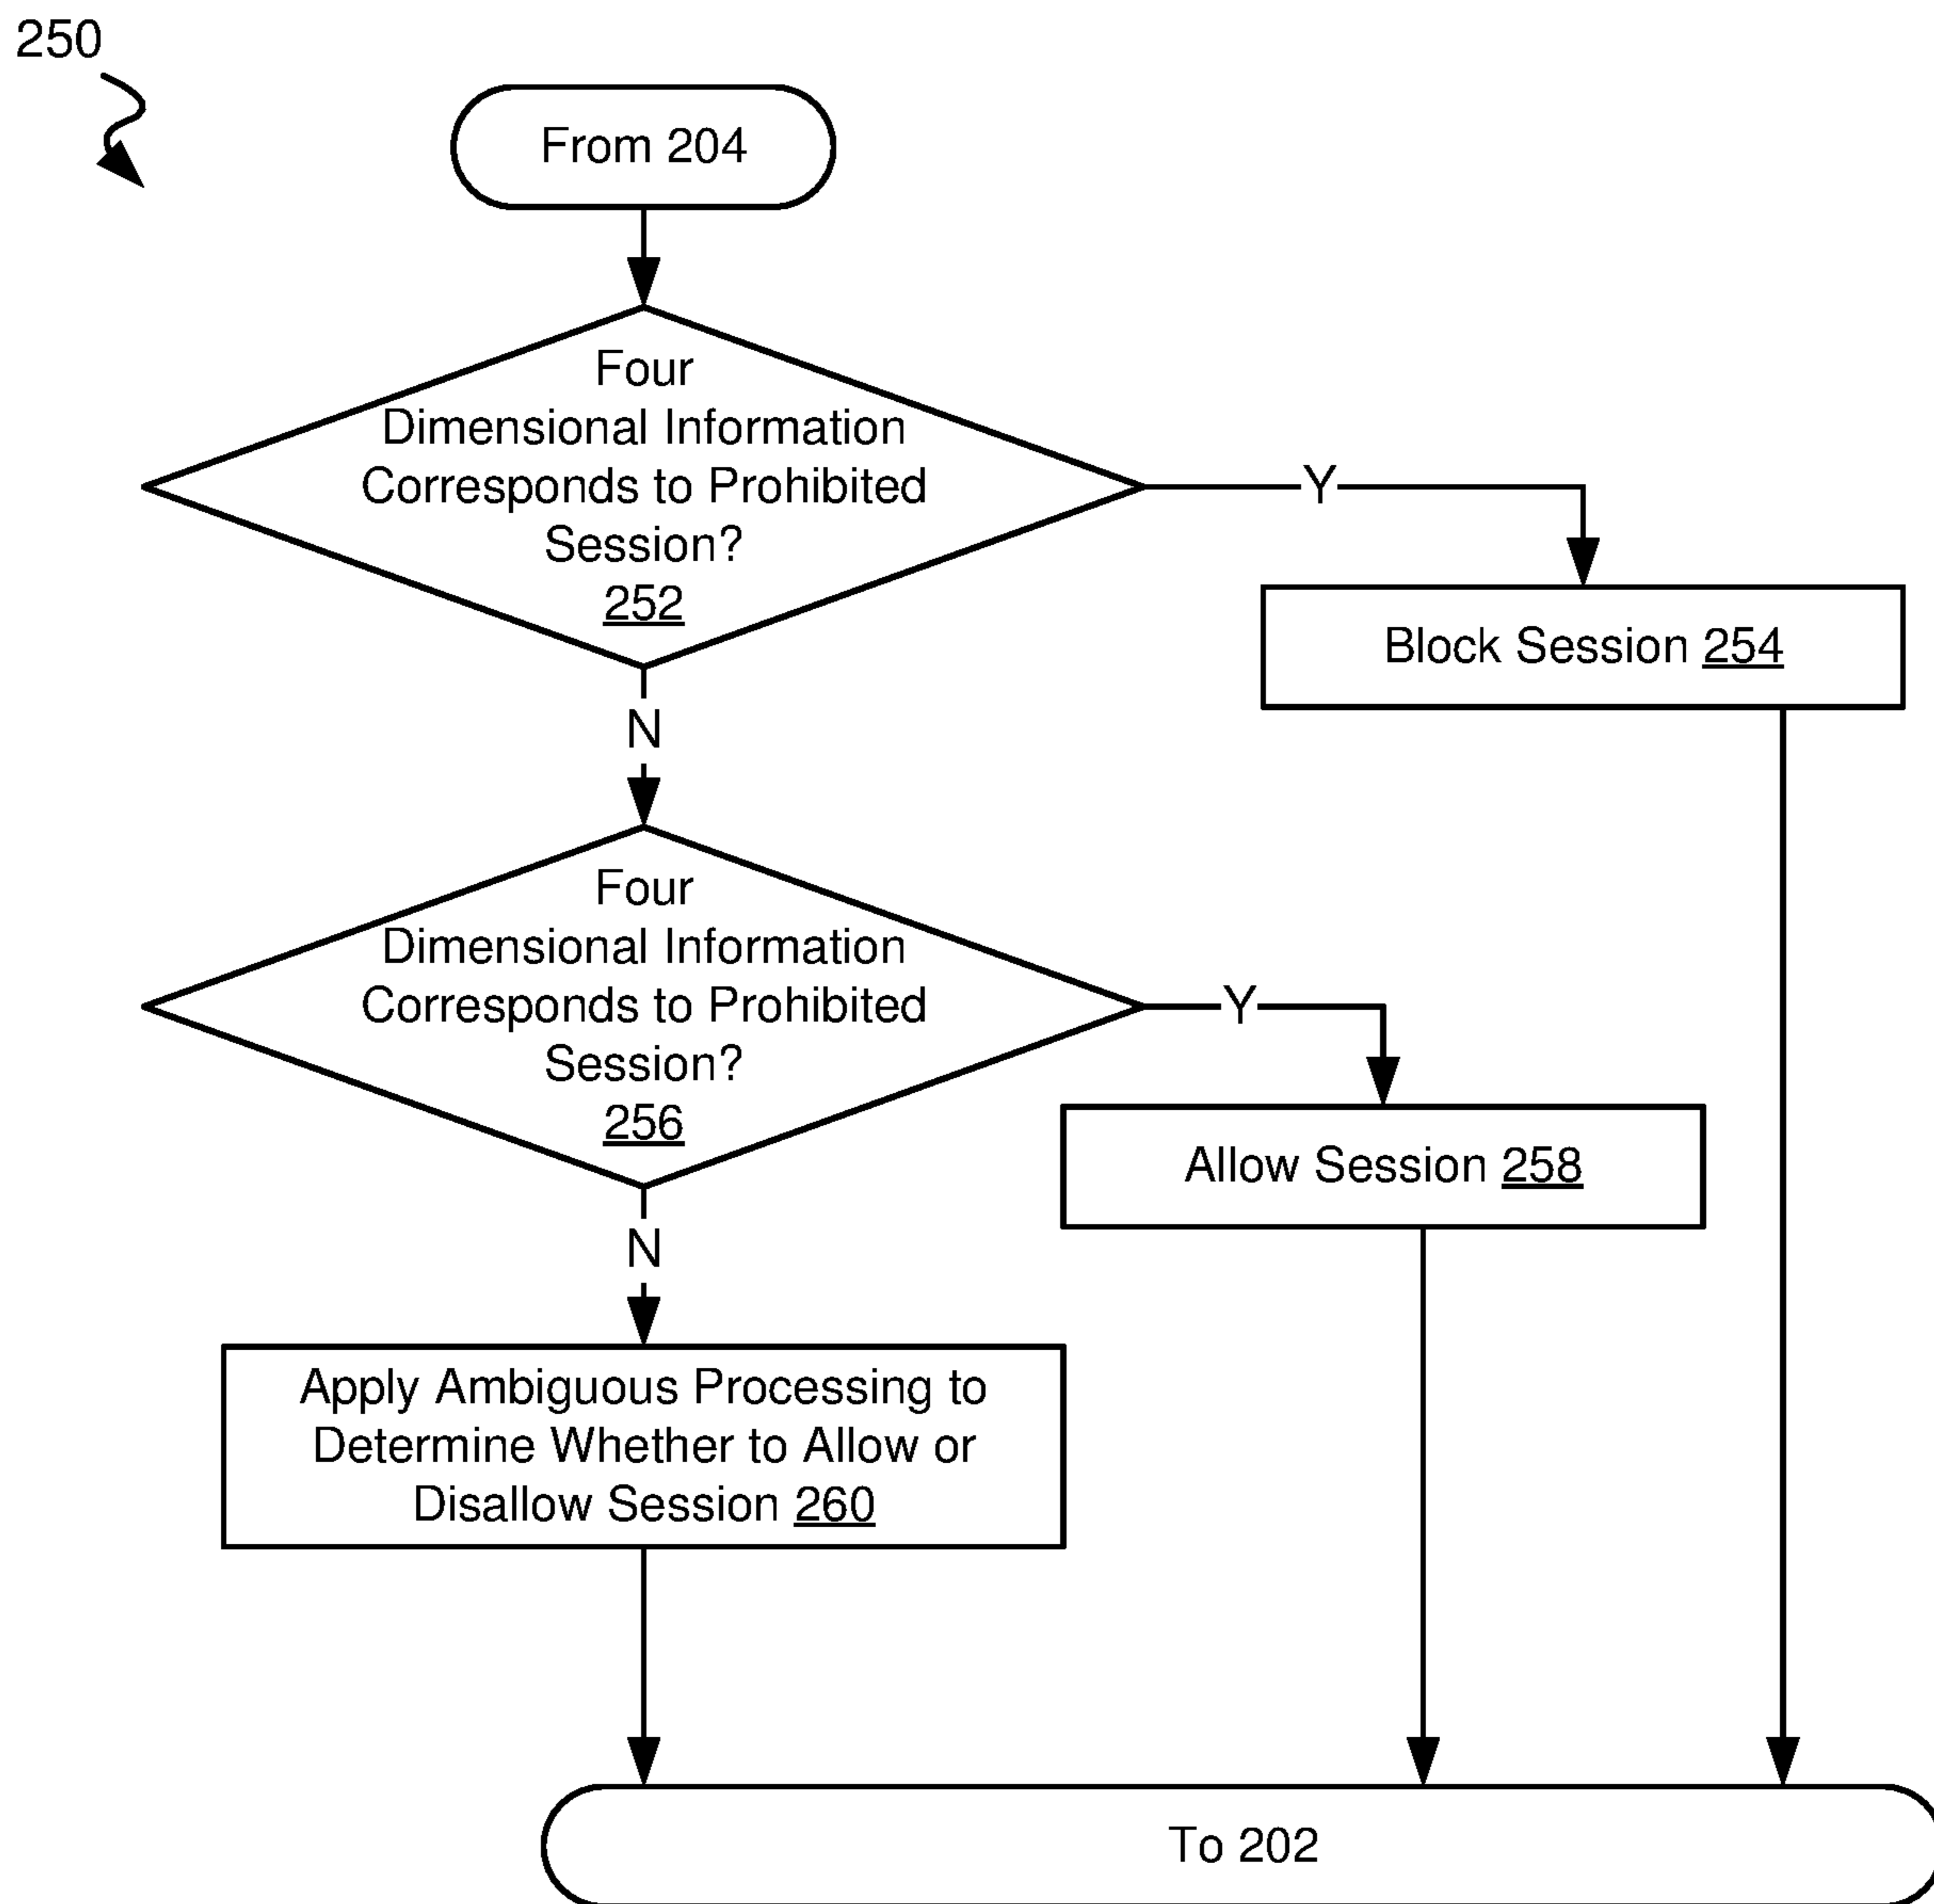 250
From 204
Four
Dimensional Information
Corresponds to Prohibited
Session?
252
Y
Block Session 254
N
Four
Dimensional Information
Corresponds to Prohibited
Session?
256
Y
Allow Session 258
N
Apply Ambiguous Processing to
Determine Whether to Allow or
Disallow Session 260
To 202